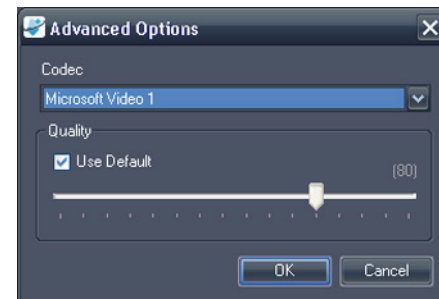 Advanced Options
Codec
Microsoft Video 1
Quality
Use Default
(80)
OK
Cancel